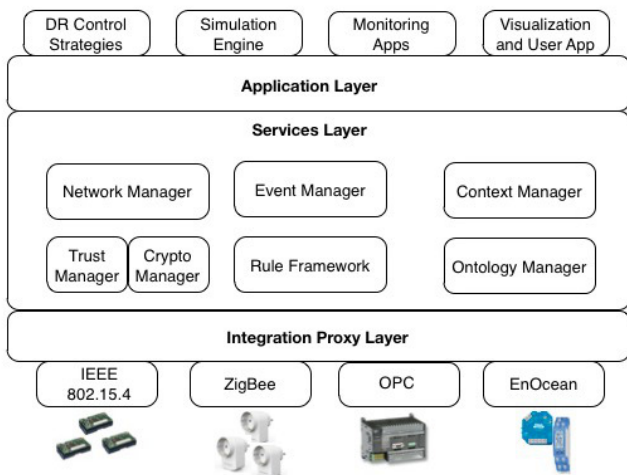 DR Control
Strategies
Simulation
Engine
Monitoring
Apps
Visualization
and User App
Application Layer
Services Layer
Network Manager
Event Manager
Context Manager
Trust
Manager
Crypto
Manager
Rule Framework
Ontology Manager
Integration Proxy Layer
IEEE
802.15.4
ZigBee
OPC
EnOcean